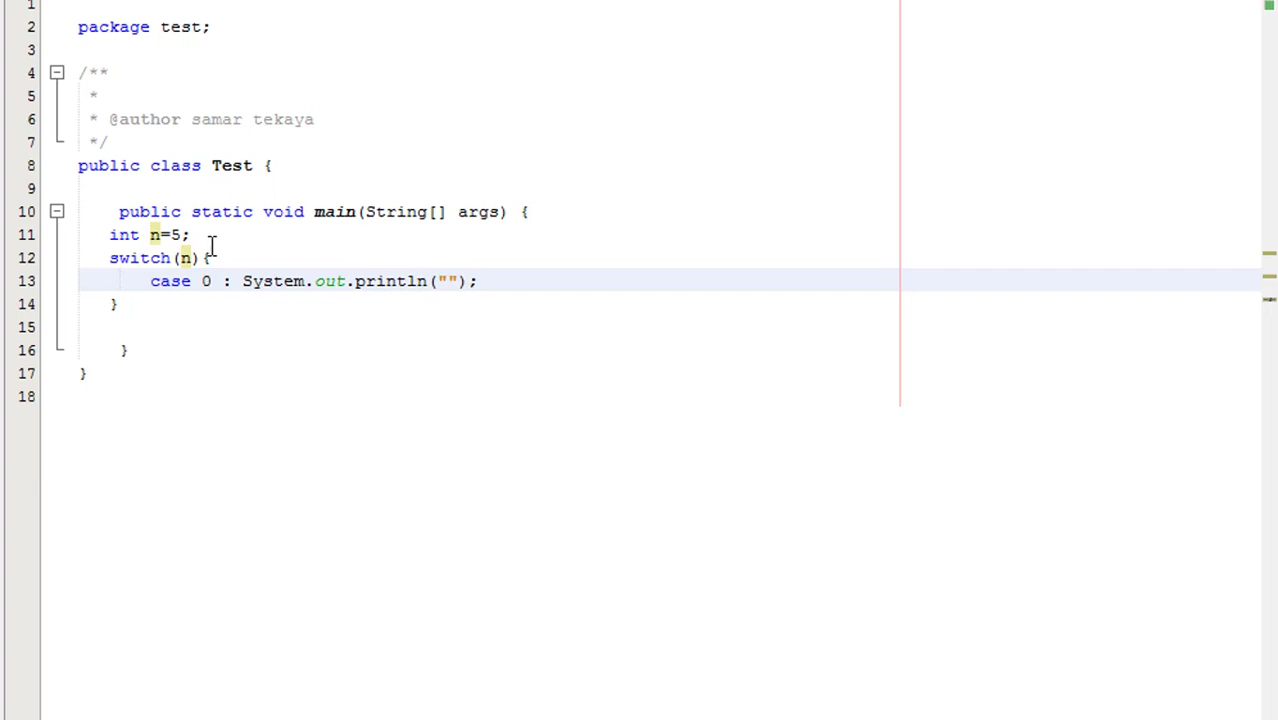 1
2 package test;
3
4 /**
5 *
6 * @author samar tekaya
7 */
8 public class Test {
9
10 public static void main(String[] args) {
11 int n=5;
12 switch(n){
13 case 0 : System.out.println("");
14 }
15
16 }
17 }
18